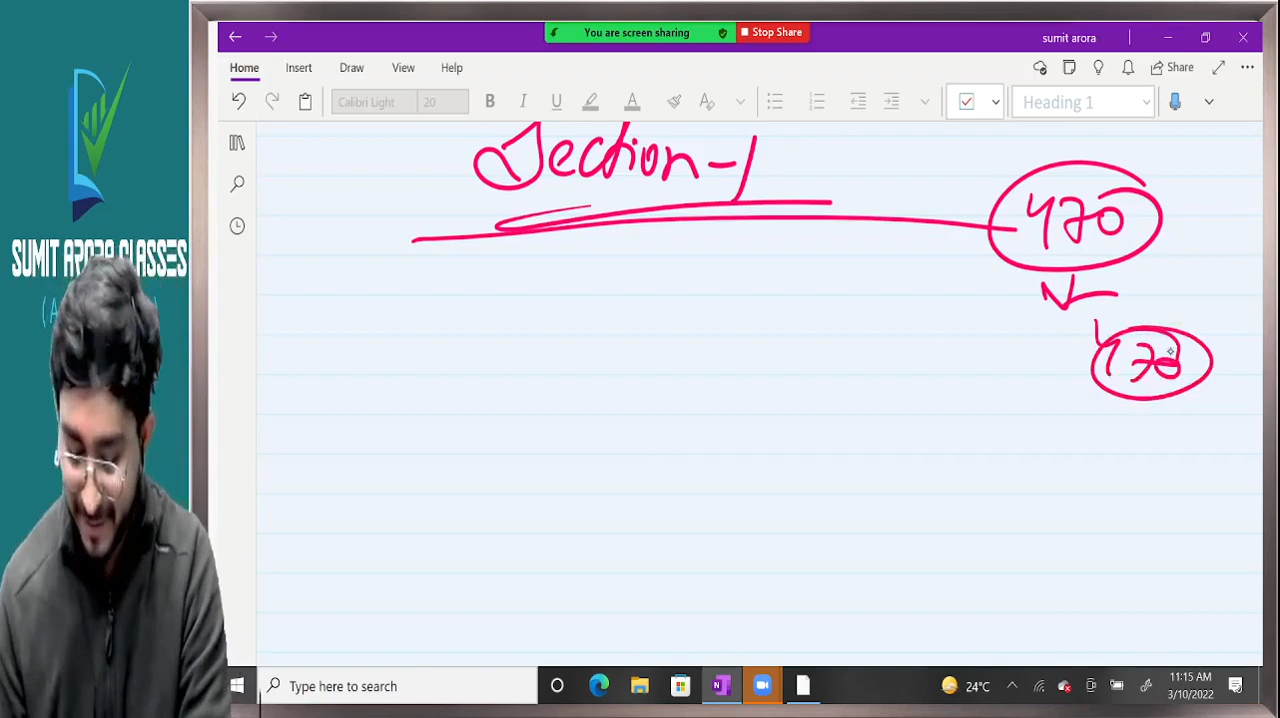 You are screen sharing Stop Share
sumit arora
Home Insert Draw View Help Share
Calibri Light 20 B I U A Heading 1
Section-1
470
470
SUMIT ARORA CLASSES
Type here to search
24°C
11:15 AM
3/10/2022